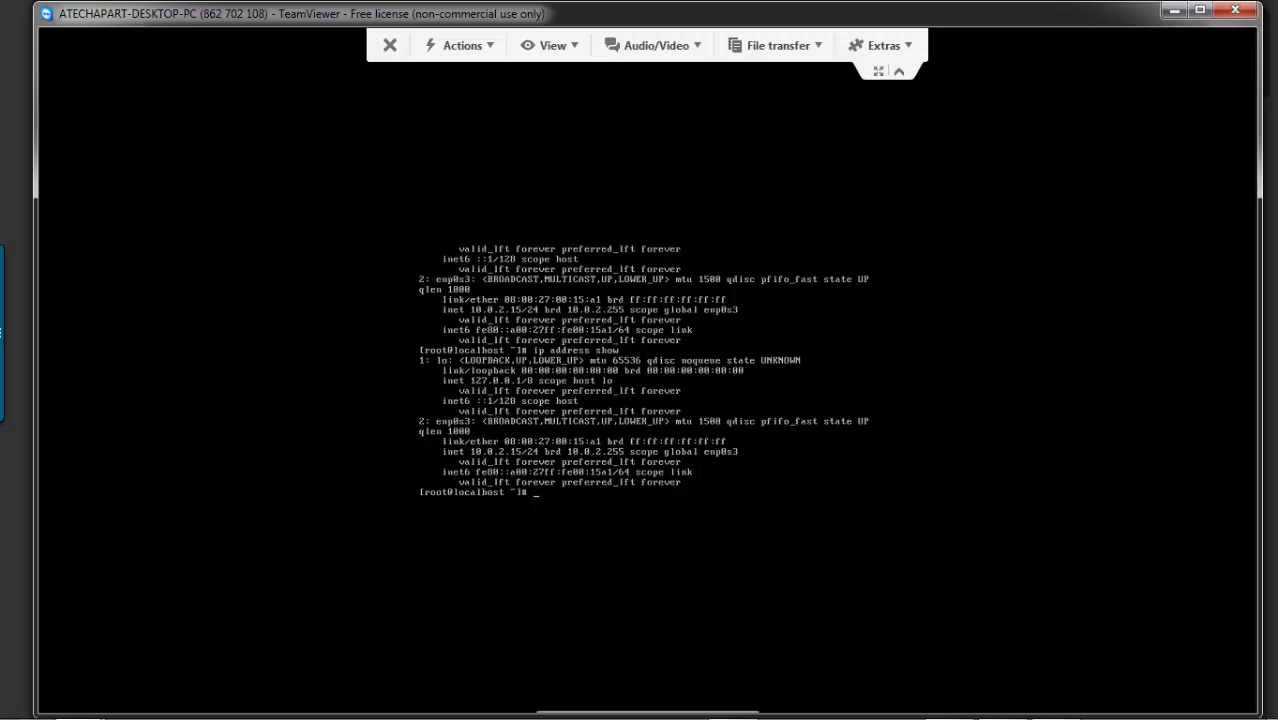 ATECHAPART-DESKTOP-PC (862 702 108) - TeamViewer - Free license (non-commercial use only)
Actions View Audio/Video File transfer Extras
valid_lft forever preferred_lft forever
inet6 ::1/128 scope host
valid_lft forever preferred_lft forever
2: enp0s3: <BROADCAST,MULTICAST,UP,LOWER_UP> mtu 1500 qdisc pfifo_fast state UP
qlen 1000
link/ether 08:00:27:00:15:a1 brd ff:ff:ff:ff:ff:ff
inet 10.0.2.15/24 brd 10.0.2.255 scope global enp0s3
valid_lft forever preferred_lft forever
inet6 fe80::a00:27ff:fe00:15a1/64 scope link
valid_lft forever preferred_lft forever
[root@localhost ~]# ip address show
1: lo: <LOOPBACK,UP,LOWER_UP> mtu 65536 qdisc noqueue state UNKNOWN
link/loopback 00:00:00:00:00:00 brd 00:00:00:00:00:00
inet 127.0.0.1/8 scope host lo
valid_lft forever preferred_lft forever
inet6 ::1/128 scope host
valid_lft forever preferred_lft forever
2: enp0s3: <BROADCAST,MULTICAST,UP,LOWER_UP> mtu 1500 qdisc pfifo_fast state UP
qlen 1000
link/ether 08:00:27:00:15:a1 brd ff:ff:ff:ff:ff:ff
inet 10.0.2.15/24 brd 10.0.2.255 scope global enp0s3
valid_lft forever preferred_lft forever
inet6 fe80::a00:27ff:fe00:15a1/64 scope link
valid_lft forever preferred_lft forever
[root@localhost ~]# _